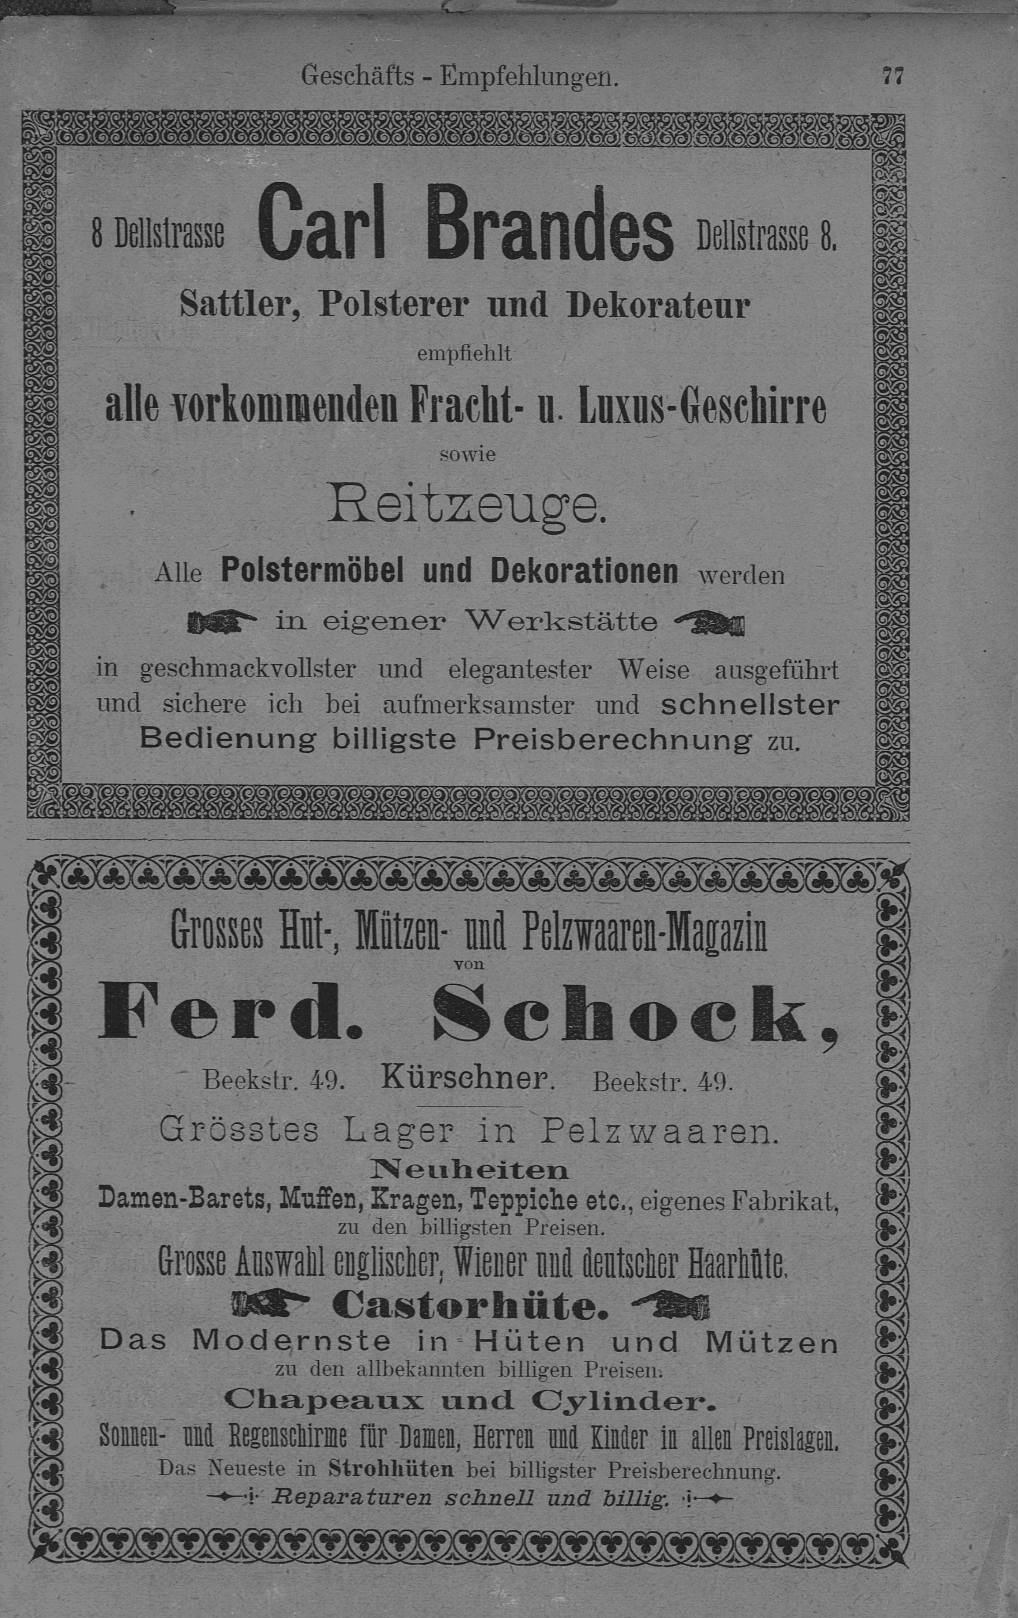 Geschäfts - Empfehlungen. 77
8 Dellstrasse Carl Brandes Dellstrasse 8.
Sattler, Polsterer und Dekorateur
empfiehlt
alle vorkommenden Fracht- u. Luxus-Geschirre
sowie
Reitzeuge.
Alle Polstermöbel und Dekorationen werden
in eigener Werkstätte
in geschmackvollster und elegantester Weise ausgeführt
und sichere ich bei aufmerksamster und schnellster
Bedienung billigste Preisberechnung zu.
Grosses Hut-, Mützen- und Pelzwaaren-Magazin
von
Ferd. Schock,
Beekstr. 49. Kürschner. Beekstr. 49.
Grösstes Lager in Pelzwaaren.
Neuheiten
Damen-Barets, Muffen, Kragen, Teppiche etc., eigenes Fabrikat,
zu den billigsten Preisen.
Grosse Auswahl englischer, Wiener und deutscher Haarhüte.
Castorhüte.
Das Modernste in Hüten und Mützen
zu den allbekannten billigen Preisen.
Chapeaux und Cylinder.
Sonnen- und Regenschirme für Damen, Herren und Kinder in allen Preislagen.
Das Neueste in Strohhüten bei billigster Preisberechnung.
Reparaturen schnell und billig.